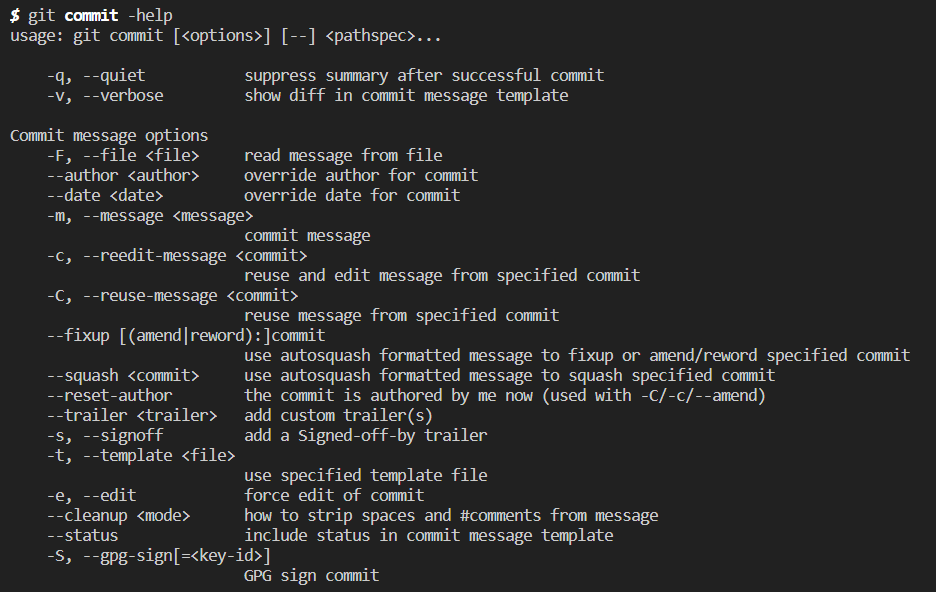 $ git commit -help
usage: git commit [<options>] [--] <pathspec>...

    -q, --quiet           suppress summary after successful commit
    -v, --verbose         show diff in commit message template

Commit message options
    -F, --file <file>     read message from file
    --author <author>     override author for commit
    --date <date>         override date for commit
    -m, --message <message>
                          commit message
    -c, --reedit-message <commit>
                          reuse and edit message from specified commit
    -C, --reuse-message <commit>
                          reuse message from specified commit
    --fixup [(amend|reword):]commit
                          use autosquash formatted message to fixup or amend/reword specified commit
    --squash <commit>     use autosquash formatted message to squash specified commit
    --reset-author        the commit is authored by me now (used with -C/-c/--amend)
    --trailer <trailer>   add custom trailer(s)
    -s, --signoff         add a Signed-off-by trailer
    -t, --template <file>
                          use specified template file
    -e, --edit            force edit of commit
    --cleanup <mode>      how to strip spaces and #comments from message
    --status              include status in commit message template
    -S, --gpg-sign[=<key-id>]
                          GPG sign commit